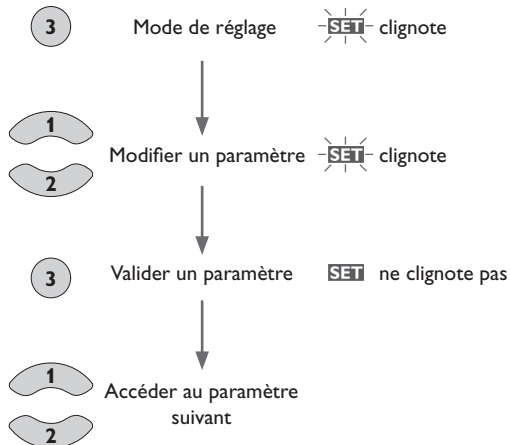 3 Mode de réglage SET clignote
1
Modifier un paramètre SET clignote
2
3 Valider un paramètre SET ne clignote pas
1
Accéder au paramètre
suivant
2